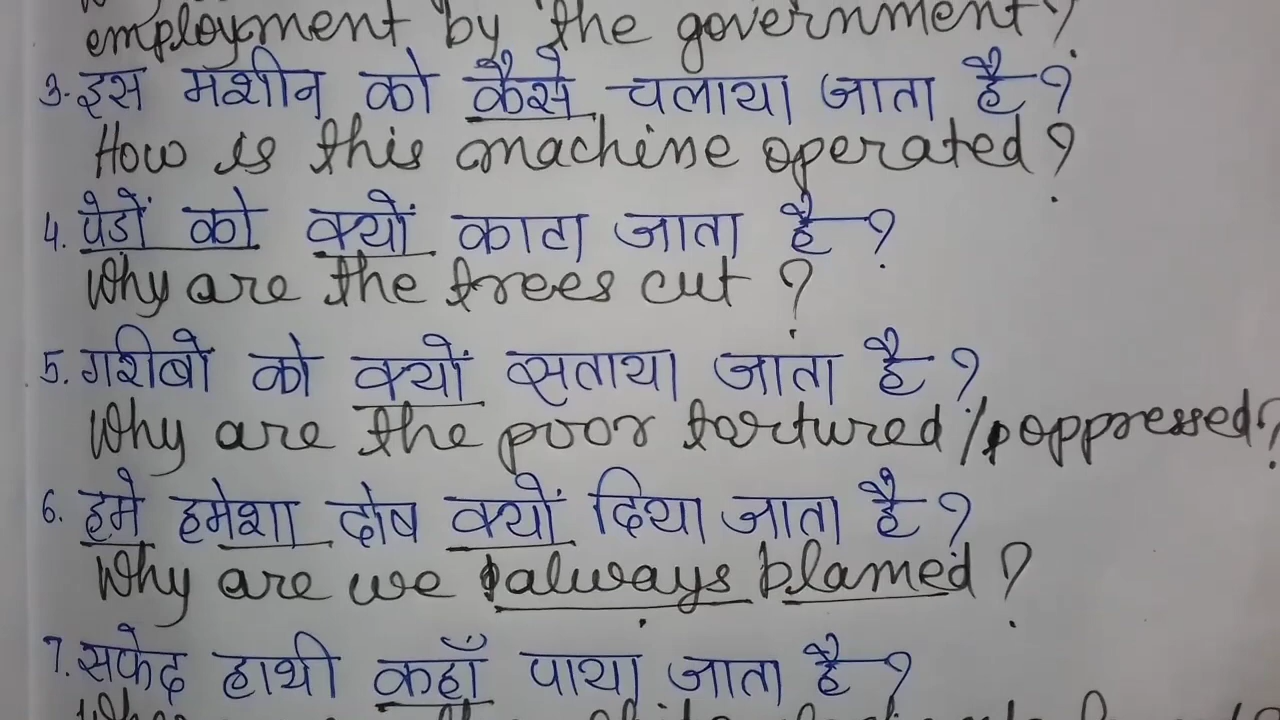 employment by the government?
3. इस मशीन को कैसे चलाया जाता है?
How is this machine operated?
4. पेडों को क्यों काटा जाता है?
Why are the trees cut?
5. गरीबो को क्यों सताया जाता है?
Why are the poor tortured/oppressed?
6. हमे हमेशा दोष क्यों दिया जाता है?
Why are we always blamed?
7. सफेद हाथी कहाँ पाया जाता है?